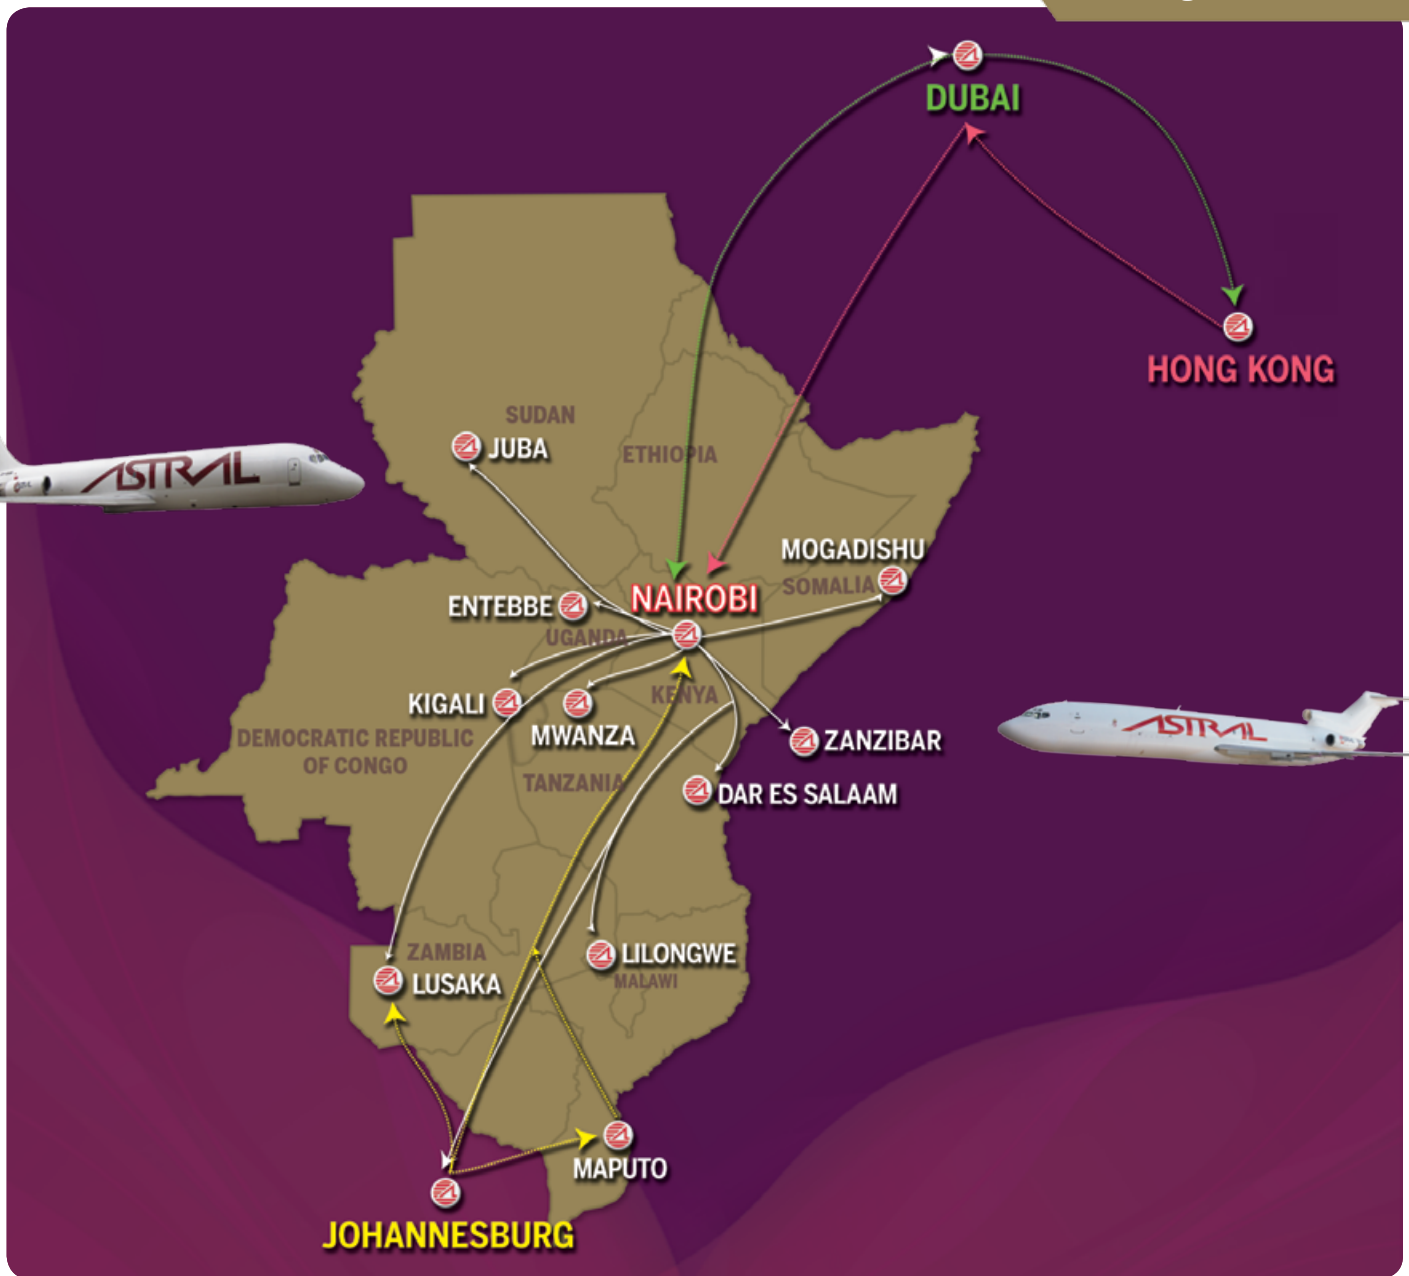 DUBAI
HONG KONG
SUDAN
JUBA
ETHIOPIA
ASTRAL
MOGADISHU
SOMALIA
ENTEBBE
NAIROBI
UGANDA
KIGALI
MWANZA
KENYA
ASTRAL
DEMOCRATIC REPUBLIC
OF CONGO
ZANZIBAR
TANZANIA
DAR ES SALAAM
ZAMBIA
LUSAKA
LILONGWE
MALAWI
MAPUTO
JOHANNESBURG